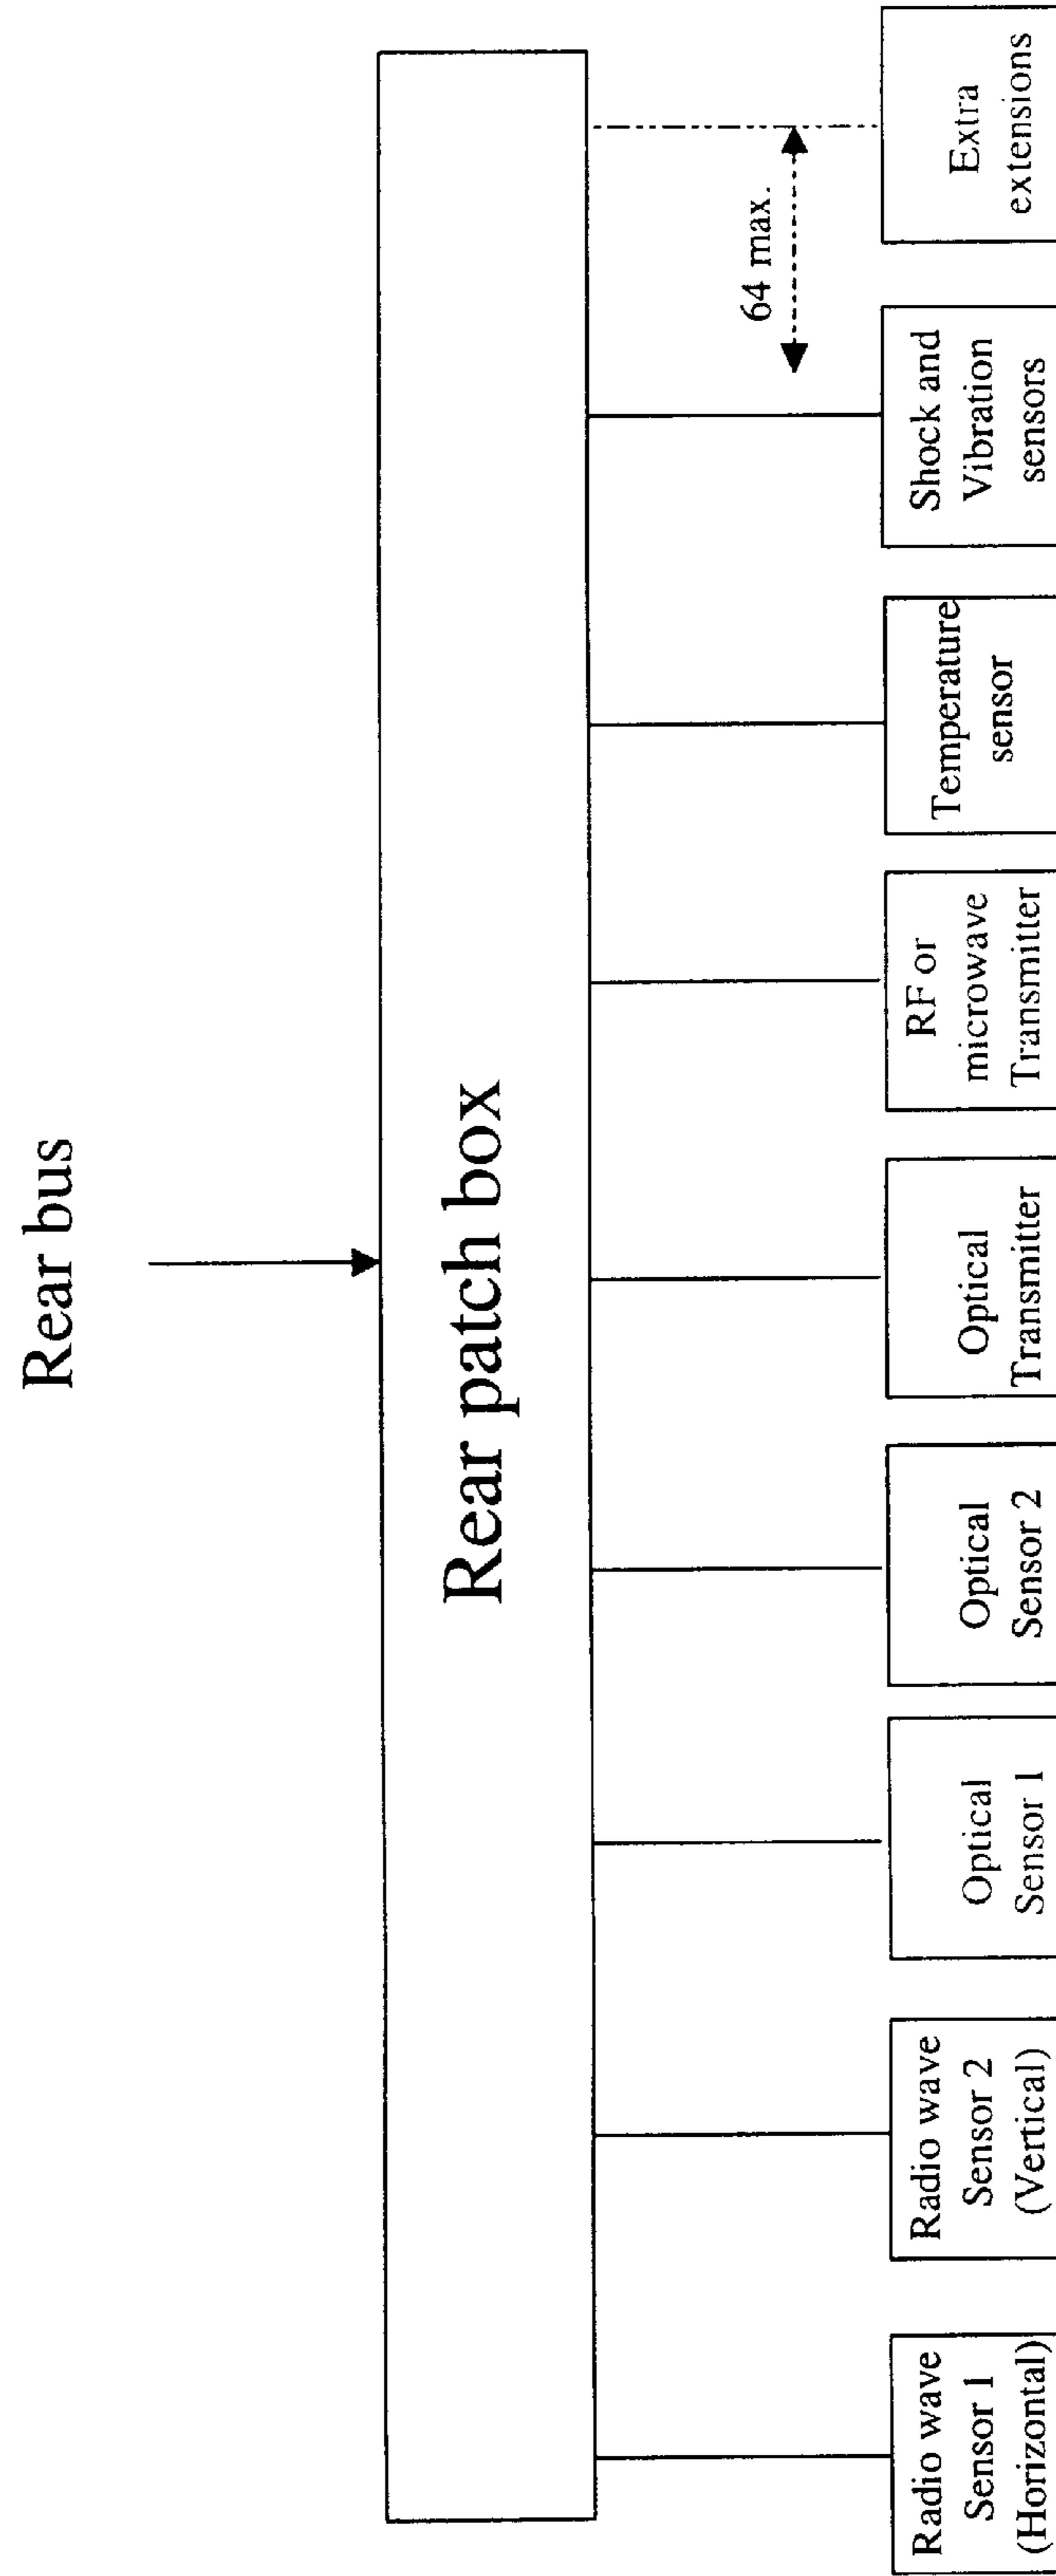 Rear bus
Rear patch box
64 max.
Radio wave
Sensor 1
(Horizontal)
Radio wave
Sensor 2
(Vertical)
Optical
Sensor 1
Optical
Sensor 2
Optical
Transmitter
RF or
microwave
Transmitter
Temperature
sensor
Shock and
Vibration
sensors
Extra
extensions